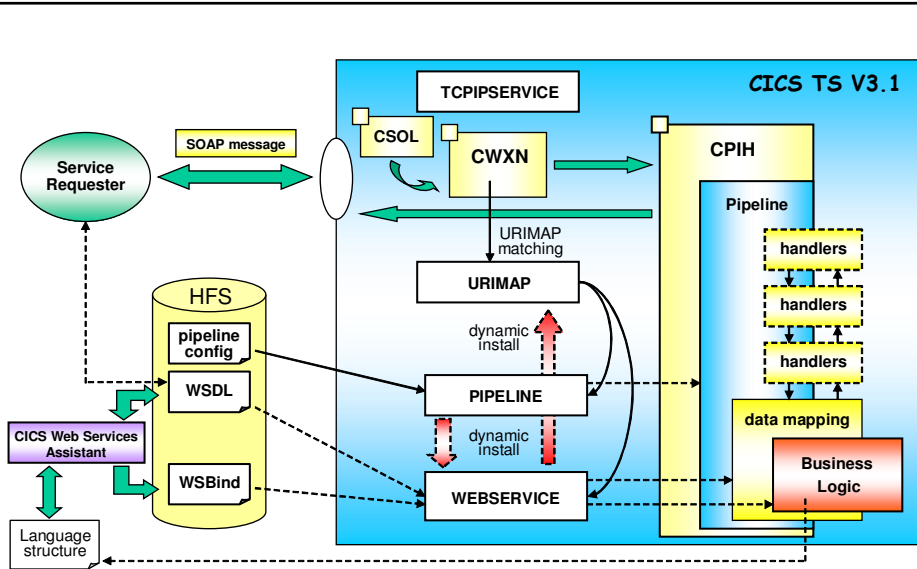 CICS TS V3.1
TCPIPSERVICE
CSOL
SOAP message
CWXN
CPIH
Service
Requester
Pipeline
URIMAP
matching
handlers
URIMAP
HFS
handlers
pipeline
config
dynamic
install
handlers
WSDL
PIPELINE
data mapping
CICS Web Services
Assistant
dynamic
install
Business
Logic
WSBind
WEBSERVICE
Language
structure